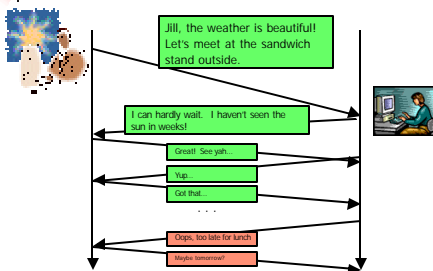 Jill, the weather is beautiful!
Let's meet at the sandwich
stand outside.
I can hardly wait.  I haven't seen the
sun in weeks!
Great!  See yah…
Yup…
Got that…
. . .
Oops, too late for lunch
Maybe tomorrow?